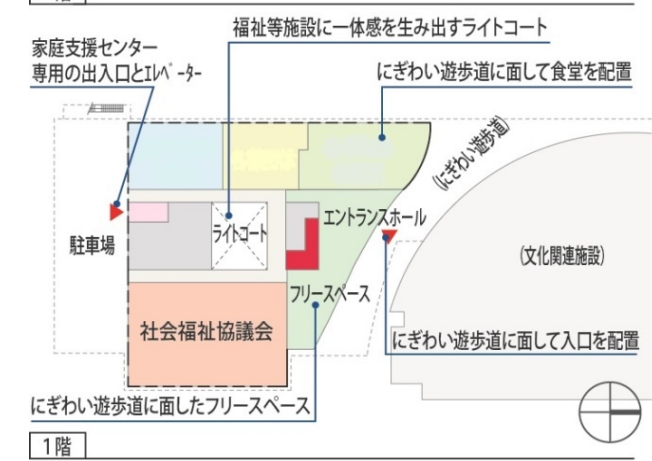 福祉等施設に一体感を生み出すライトコート
家庭支援センター
専用の出入口とエレベーター
にぎわい遊歩道に面して食堂を配置
(にぎわい遊歩道)
エントランスホール
ライトコート
駐車場
(文化関連施設)
フリースペース
社会福祉協議会
にぎわい遊歩道に面して入口を配置
にぎわい遊歩道に面したフリースペース
1階